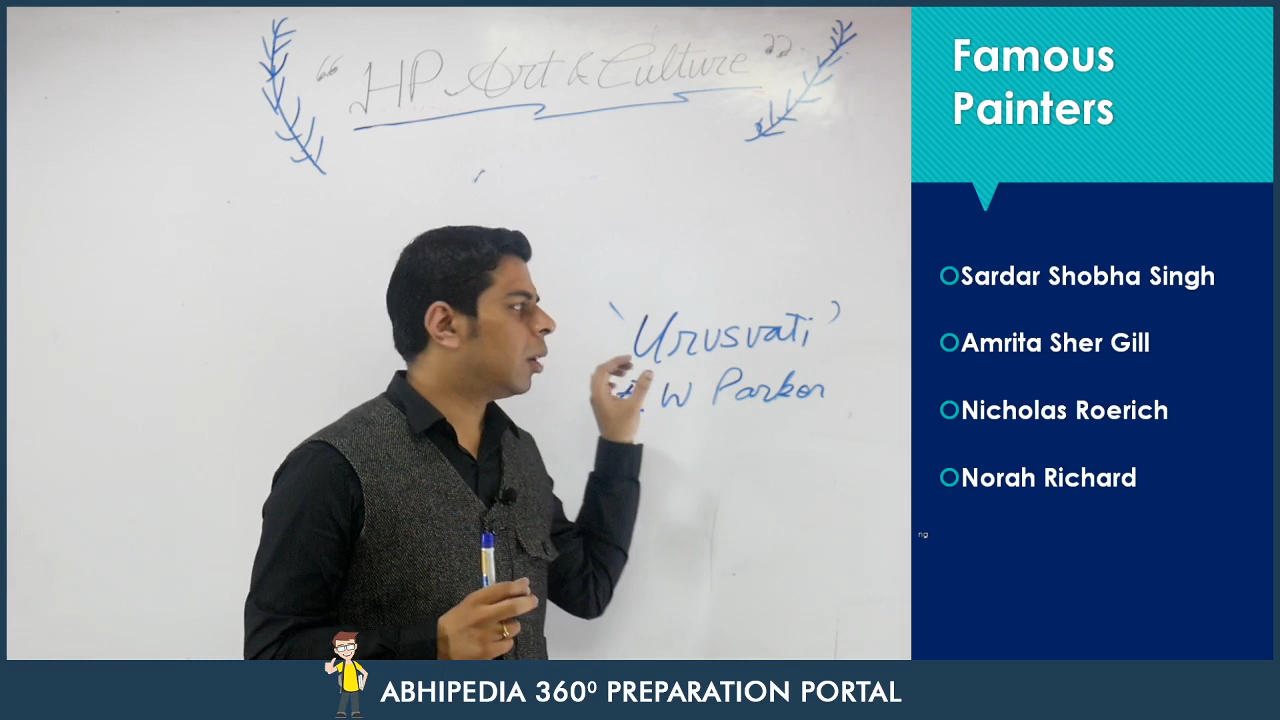 “ HP Art & Culture ”
Famous
Painters
‘Urusvati’
W Parker
Sardar Shobha Singh
Amrita Sher Gill
Nicholas Roerich
Norah Richard
ng
ABHIPEDIA 360⁰ PREPARATION PORTAL